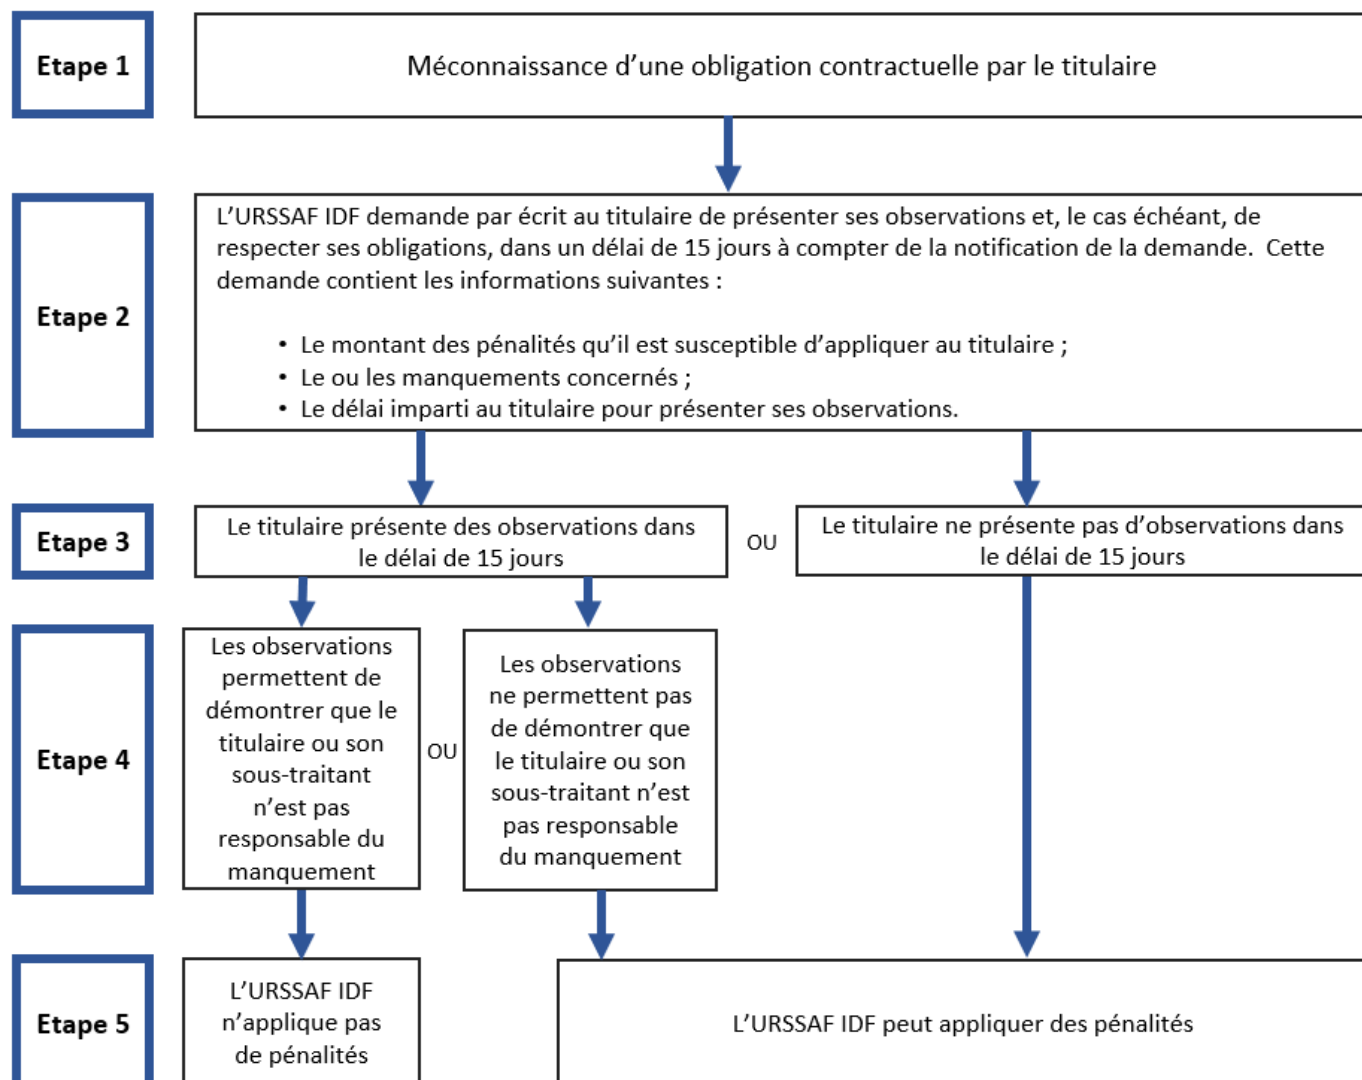 Etape 1
Méconnaissance d'une obligation contractuelle par le titulaire
Etape 2
L'URSSAF IDF demande par écrit au titulaire de présenter ses observations et, le cas échéant, de
respecter ses obligations, dans un délai de 15 jours à compter de la notification de la demande. Cette
demande contient les informations suivantes :
• Le montant des pénalités qu'il est susceptible d'appliquer au titulaire ;
• Le ou les manquements concernés ;
• Le délai imparti au titulaire pour présenter ses observations.
Etape 3
Le titulaire présente des observations dans
le délai de 15 jours
OU
Le titulaire ne présente pas d'observations dans
le délai de 15 jours
Etape 4
Les observations
permettent de
démontrer que le
titulaire ou son
sous-traitant
n'est pas
responsable du
manquement
OU
Les observations
ne permettent pas
de démontrer que
le titulaire ou son
sous-traitant n'est
pas responsable
du manquement
Etape 5
L'URSSAF IDF
n'applique pas
de pénalités
L'URSSAF IDF peut appliquer des pénalités